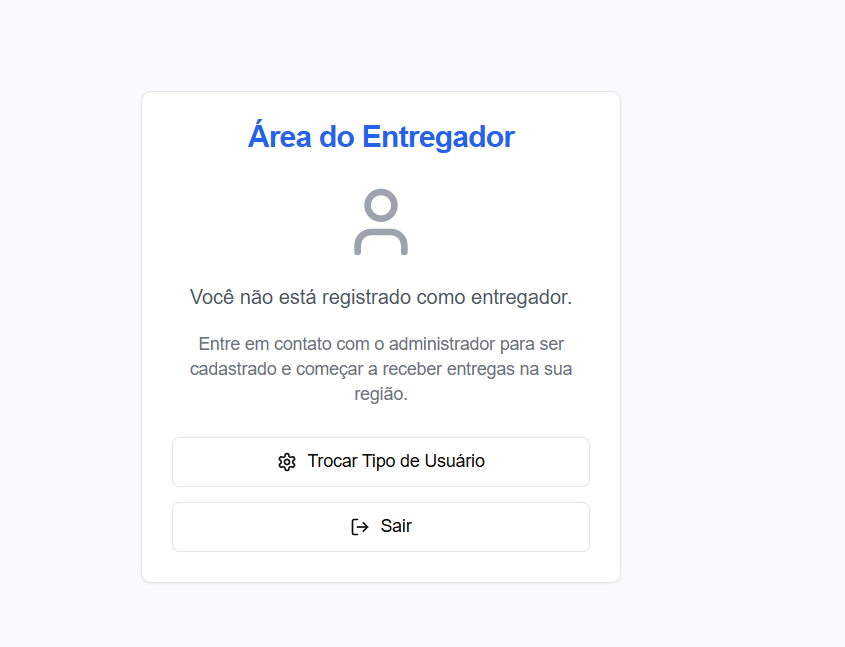 Área do Entregador
Você não está registrado como entregador.
Entre em contato com o administrador para ser
cadastrado e começar a receber entregas na sua
região.
Trocar Tipo de Usuário
Sair